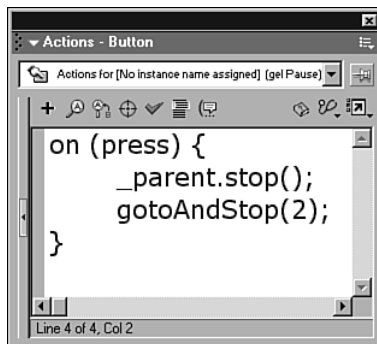 Actions - Button
Actions for [No instance name assigned] (gel Pause)
on (press) {
_parent.stop();
gotoAndStop(2);
}
Line 4 of 4, Col 2